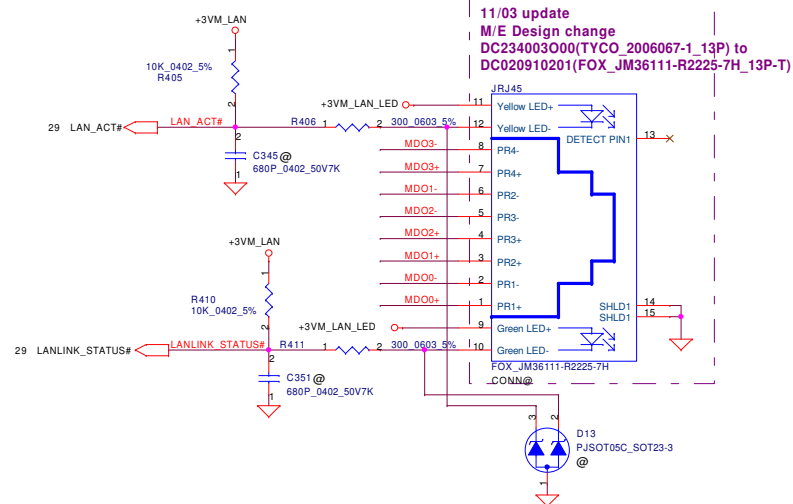 11/03 update
M/E Design change
DC234003O00(TYCO_2006067-1_13P) to
DC020910201(FOX_JM36111-R2225-7H_13P-T)
+3VM_LAN
1
10K_0402_5%
R405
2
JRJ45
+3VM_LAN_LED
11 Yellow LED+
29 LAN_ACT# LAN_ACT# R406 1 2 300_0603_5% 12 Yellow LED-
DETECT PIN1 13
2
C345 @
680P_0402_50V7K
1
MDO3- 8 PR4-
MDO3+ 7 PR4+
MDO1- 6 PR2-
MDO2- 5 PR3-
MDO2+ 4 PR3+
MDO1+ 3 PR2+
MDO0- 2 PR1-
MDO0+ 1 PR1+
SHLD1 14
SHLD1 15
+3VM_LAN
1
R410
10K_0402_5%
2
+3VM_LAN_LED 9 Green LED+
29 LANLINK_STATUS# LANLINK_STATUS# R411 1 2 300_0603_5% 10 Green LED-
FOX_JM36111-R2225-7H
CONN@
2
C351 @
680P_0402_50V7K
1
3 2
D13
PJSOT05C_SOT23-3
@
1